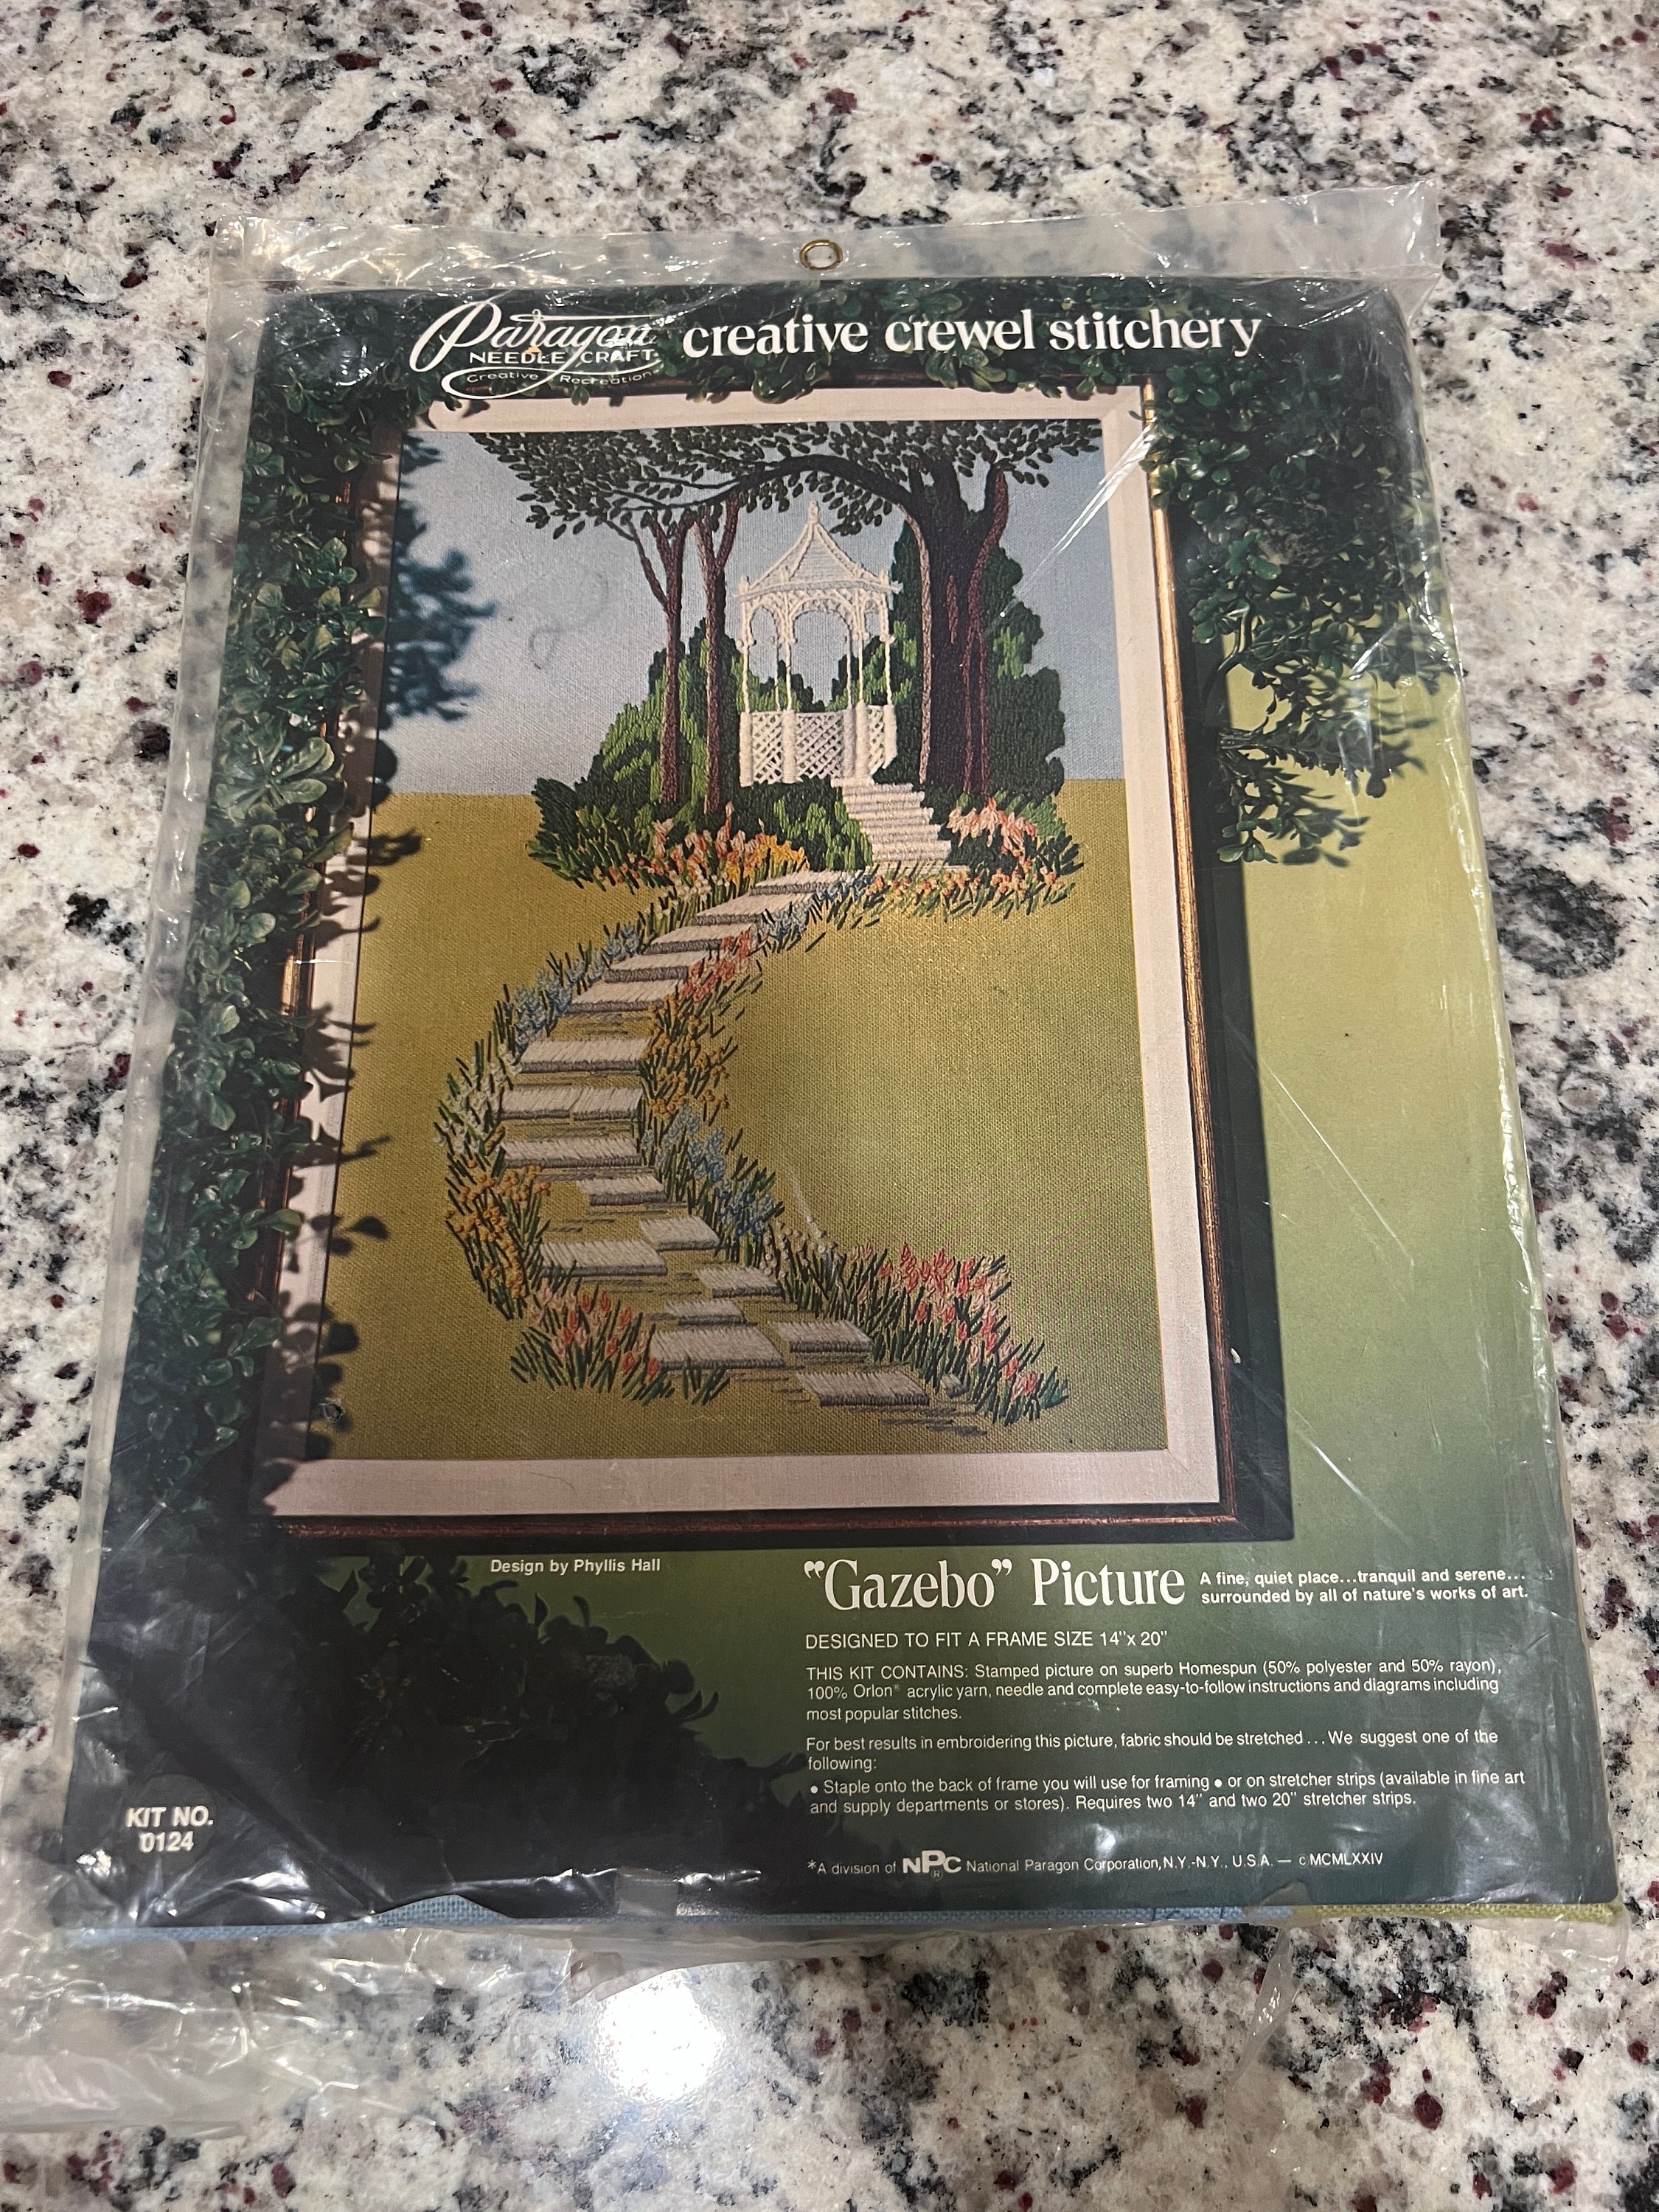 Paragon* creative crewel stitchery
NEEDLE CRAFT
Creative Recreation
Design by Phyllis Hall
"Gazebo" Picture
A fine, quiet place...tranquil and serene...
surrounded by all of nature's works of art.
DESIGNED TO FIT A FRAME SIZE 14"x 20"
THIS KIT CONTAINS: Stamped picture on superb Homespun (50% polyester and 50% rayon),
100% Orlon® acrylic yarn, needle and complete easy-to-follow instructions and diagrams including
most popular stitches.
For best results in embroidering this picture, fabric should be stretched ... We suggest one of the
following:
• Staple onto the back of frame you will use for framing • or on stretcher strips (available in fine art
and supply departments or stores). Requires two 14" and two 20" stretcher strips.
KIT NO.
0124
*A division of NPC National Paragon Corporation, N.Y.-N.Y., U.S.A. — c MCMLXXIV